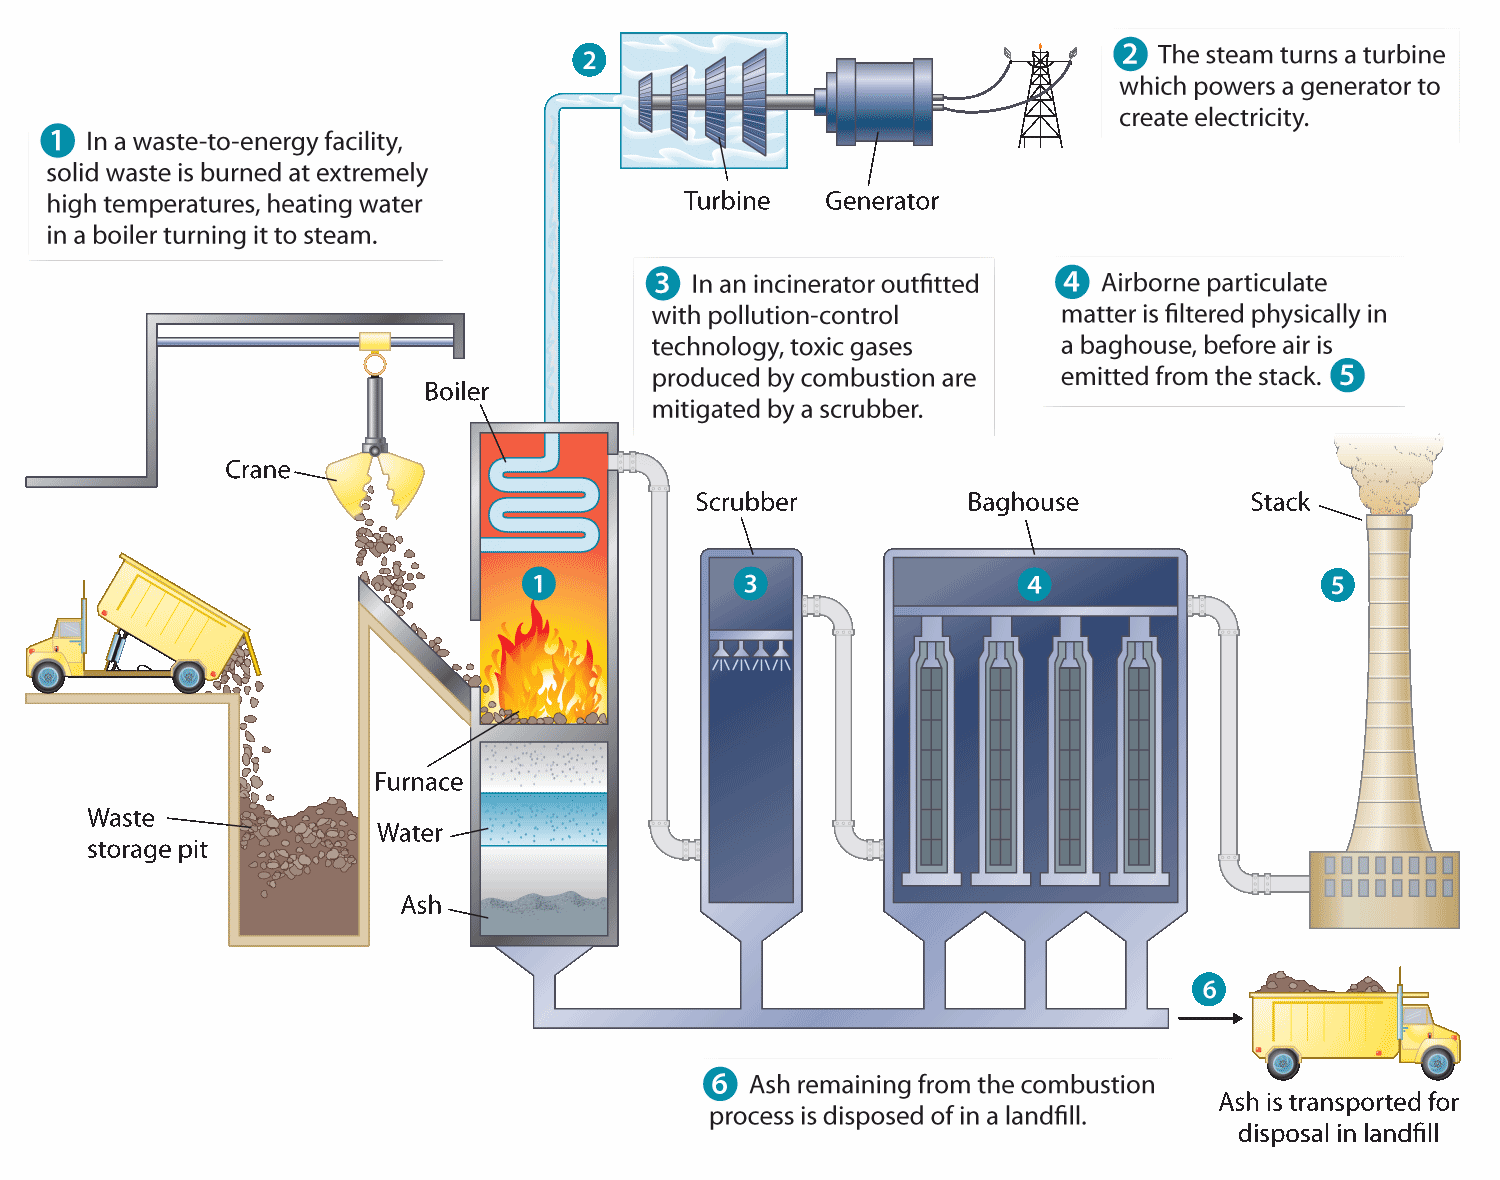 2
2 The steam turns a turbine
which powers a generator to
create electricity.
1 In a waste-to-energy facility,
solid waste is burned at extremely
high temperatures, heating water
in a boiler turning it to steam.
Turbine
Generator
3 In an incinerator outfitted
with pollution-control
technology, toxic gases
produced by combustion are
mitigated by a scrubber.
4 Airborne particulate
matter is filtered physically in
a baghouse, before air is
emitted from the stack. 5
Boiler
Crane
Scrubber
Baghouse
Stack
1
3
4
5
Furnace
Waste
storage pit
Water
Ash
6
6 Ash remaining from the combustion
process is disposed of in a landfill.
Ash is transported for
disposal in landfill